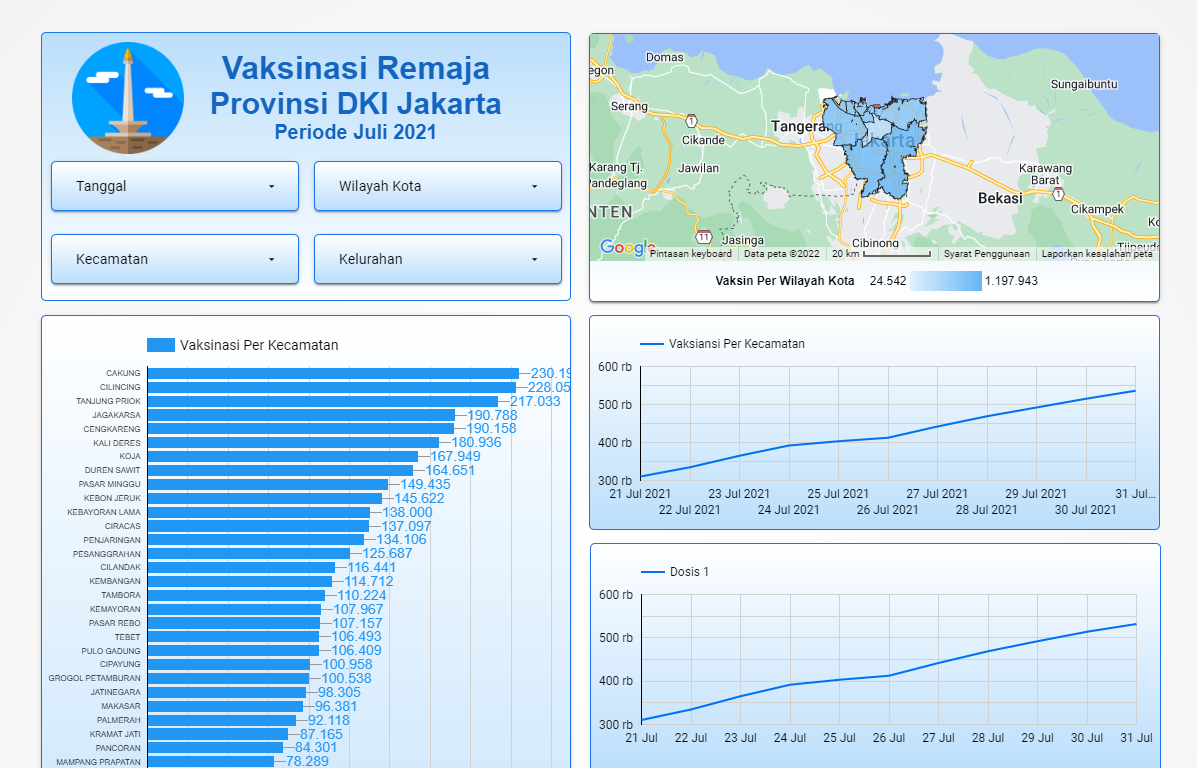 Vaksinasi Remaja
Provinsi DKI Jakarta
Periode Juli 2021
Tanggal
Wilayah Kota
Kecamatan
Kelurahan
Domas
egon
Serang
Sungaibuntu
Tangerang
Jakarta
1
Cikande
Karang Tj.
Jawilan
Pandeglang
Karawang
Barat
1
Bekasi
Cikampek
NTEN
11
Jasinga
Cibinong
Google
Pintasan keyboard
Data peta ©2022
20 km
Syarat Penggunaan
Laporkan kesalahan peta
Vaksin Per Wilayah Kota 24.542 1.197.943
Vaksinasi Per Kecamatan
CAKUNG 230.19
CILINCING 228.05
TANJUNG PRIOK 217.033
JAGAKARSA 190.788
CENGKARENG 190.158
KALI DERES 180.936
KOJA 167.949
DUREN SAWIT 164.651
PASAR MINGGU 149.435
KEBON JERUK 145.622
KEBAYORAN LAMA 138.000
CIRACAS 137.097
PENJARINGAN 134.106
PESANGGRAHAN 125.687
CILANDAK 116.441
KEMBANGAN 114.712
TAMBORA 110.224
KEMAYORAN 107.967
PASAR REBO 107.157
TEBET 106.493
PULO GADUNG 106.409
CIPAYUNG 100.958
GROGOL PETAMBURAN 100.538
JATINEGARA 98.305
MAKASAR 96.381
PALMERAH 92.118
KRAMAT JATI 87.165
PANCORAN 84.301
MAMPANG PRAPATAN 78.289
Vaksiansi Per Kecamatan
600 rb
500 rb
400 rb
300 rb
21 Jul 2021 23 Jul 2021 25 Jul 2021 27 Jul 2021 29 Jul 2021 31 Jul...
22 Jul 2021 24 Jul 2021 26 Jul 2021 28 Jul 2021 30 Jul 2021
Dosis 1
600 rb
500 rb
400 rb
300 rb
21 Jul 22 Jul 23 Jul 24 Jul 25 Jul 26 Jul 27 Jul 28 Jul 29 Jul 30 Jul 31 Jul